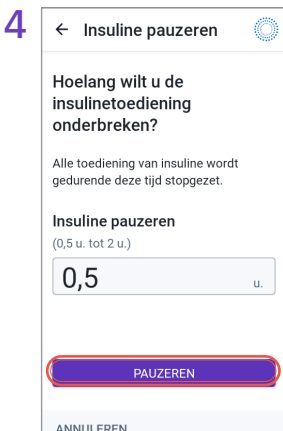 4
Insuline pauzeren
Hoelang wilt u de
insulinetoediening
onderbreken?
Alle toediening van insuline wordt
gedurende deze tijd stopgezet.
Insuline pauzeren
(0,5 u. tot 2 u.)
0,5 u.
PAUZEREN
ANNULEREN